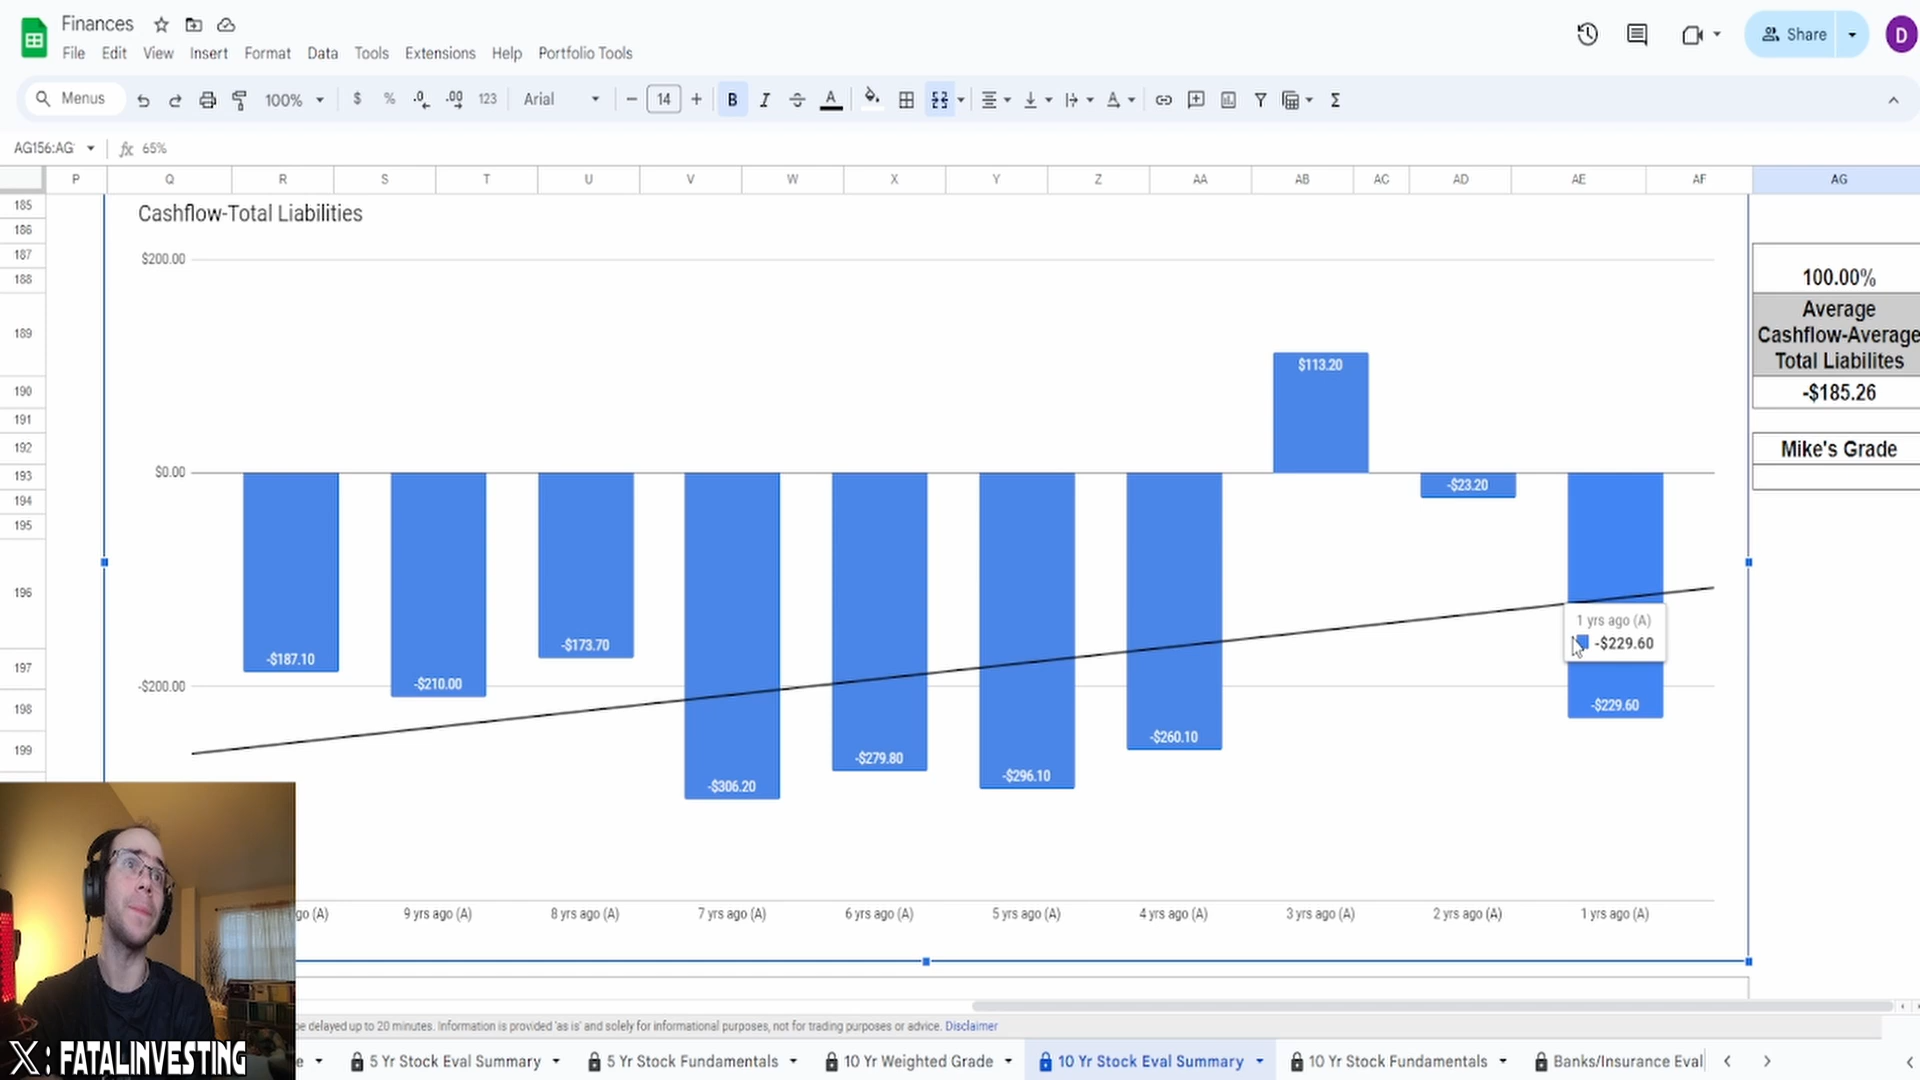 Finances
File Edit View Insert Format Data Tools Extensions Help Portfolio Tools
Share
D
Menus 100% $ % .0 .00 123 Arial 14 B I A Σ
AG156:AG fx 65%
P Q R S T U V W X Y Z AA AB AC AD AE AF AG
185
186
187
188
189
190
191
192
193
194
195
196
197
198
199
Cashflow-Total Liabilities
$200.00
$0.00
-$200.00
$113.20
-$23.20
-$187.10
-$210.00
-$173.70
-$306.20
-$279.80
-$296.10
-$260.10
-$229.60
1 yrs ago (A)
-$229.60
go (A) 9 yrs ago (A) 8 yrs ago (A) 7 yrs ago (A) 6 yrs ago (A) 5 yrs ago (A) 4 yrs ago (A) 3 yrs ago (A) 2 yrs ago (A) 1 yrs ago (A)
100.00%
Average
Cashflow-Average
Total Liabilites
-$185.26
Mike's Grade
be delayed up to 20 minutes. Information is provided 'as is' and solely for informational purposes, not for trading purposes or advice. Disclaimer
e 5 Yr Stock Eval Summary 5 Yr Stock Fundamentals 10 Yr Weighted Grade 10 Yr Stock Eval Summary 10 Yr Stock Fundamentals Banks/Insurance Eval
X : FATALINVESTING